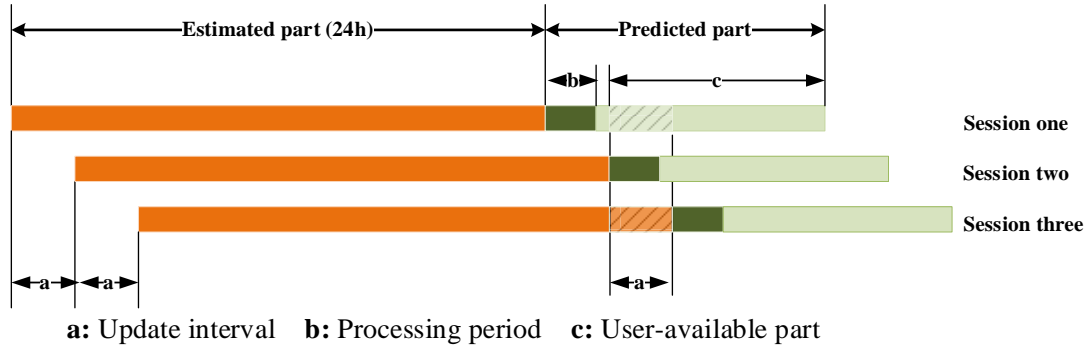 Estimated part (24h) Predicted part
b c
Session one
Session two
Session three
a a a
a: Update interval b: Processing period c: User-available part